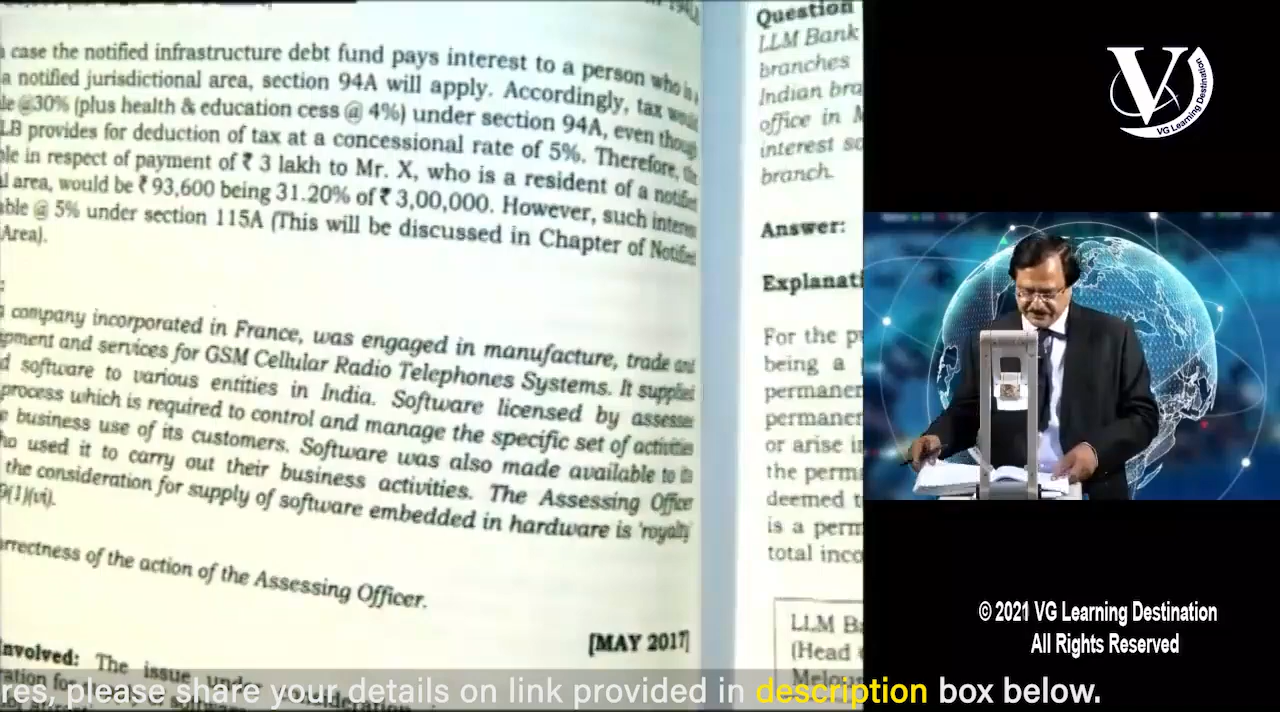 case the notified infrastructure debt fund pays interest to a person who is a
a notified jurisdictional area, section 94A will apply. Accordingly, tax would
@30% (plus health & education cess @ 4%) under section 94A, even though
LB provides for deduction of tax at a concessional rate of 5%. Therefore, the
in respect of payment of ₹ 3 lakh to Mr. X, who is a resident of a notified
area, would be ₹ 93,600 being 31.20% of ₹ 3,00,000. However, such interest
@ 5% under section 115A (This will be discussed in Chapter of Notified
Area).
company incorporated in France, was engaged in manufacture, trade and
and services for GSM Cellular Radio Telephones Systems. It supplied
software to various entities in India. Software licensed by assessee
process which is required to control and manage the specific set of activities
business use of its customers. Software was also made available to its
used it to carry out their business activities. The Assessing Officer
the consideration for supply of software embedded in hardware is 'royalty'
9(1)(vi).
orrectness of the action of the Assessing Officer.
[MAY 2017]
nvolved: The issue under consideration
Question
LLM Bank
branches
Indian bra
office in M
interest so
branch.
Answer:
Explanati
For the p
being a
permanen
permanen
or arise i
the perma
deemed t
is a perm
total inco
LLM Ba
(Head
V
VG Learning Destination
© 2021 VG Learning Destination
All Rights Reserved
res, please share your details on link provided in description box below.